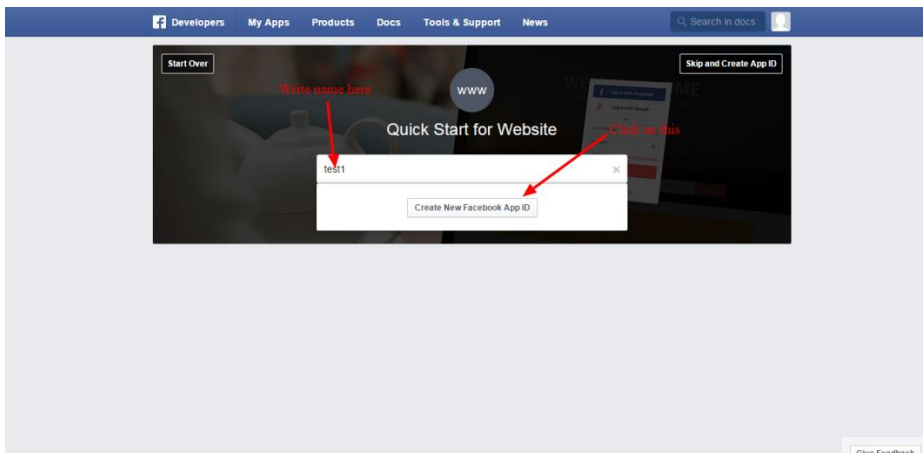 f Developers My Apps Products Docs Tools & Support News Search in docs
Start Over
Skip and Create App ID
Write name here
www
Quick Start for Website
Click on this
test1 ×
Create New Facebook App ID